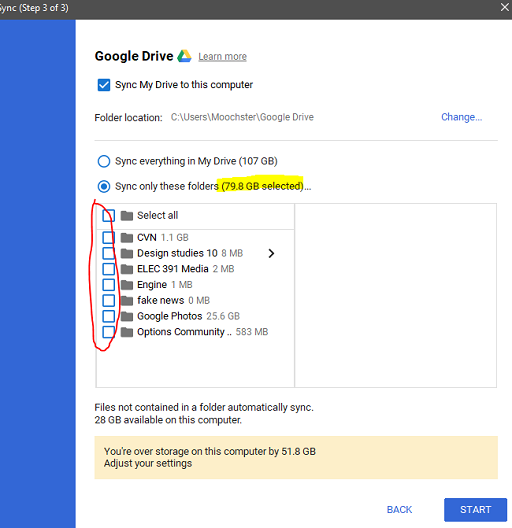 Sync (Step 3 of 3)
Google Drive Learn more
Sync My Drive to this computer
Folder location: C:\Users\Moochster\Google Drive Change...
Sync everything in My Drive (107 GB)
Sync only these folders (79.8 GB selected)...
Select all
CVN 1.1 GB
Design studies 10 8 MB
ELEC 391 Media 2 MB
Engine 1 MB
fake news 0 MB
Google Photos 25.6 GB
Options Community .. 583 MB
Files not contained in a folder automatically sync.
28 GB available on this computer.
You're over storage on this computer by 51.8 GB
Adjust your settings
BACK START